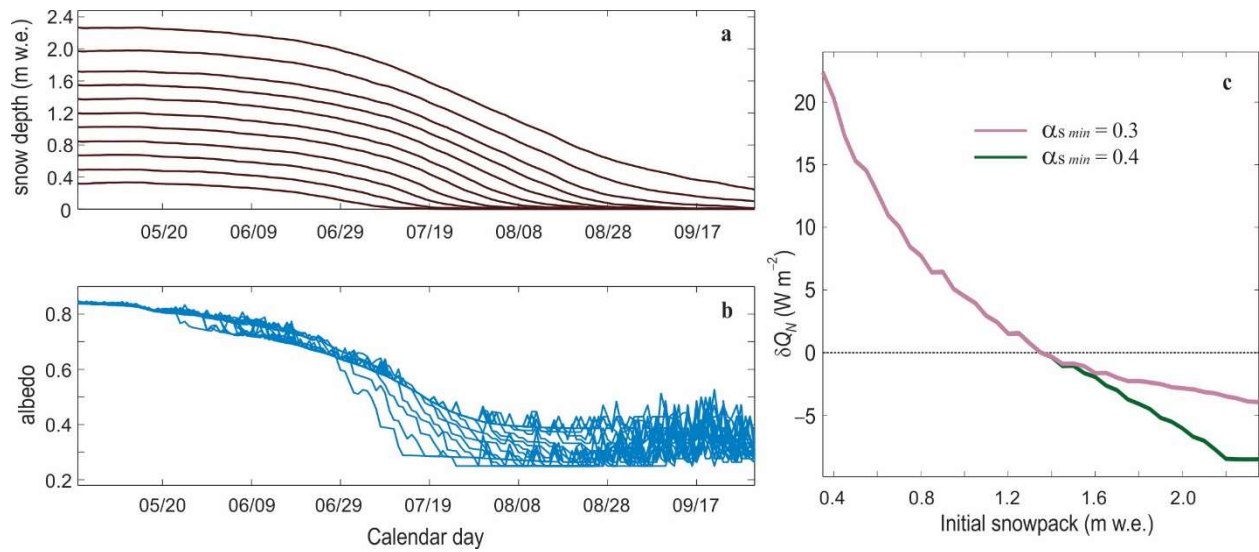 a
2.4
2.0
1.6
1.2
0.8
0.4
0
snow depth (m w.e.)
05/20 06/09 06/29 07/19 08/08 08/28 09/17
b
0.8
0.6
0.4
0.2
albedo
05/20 06/09 06/29 07/19 08/08 08/28 09/17
Calendar day
c
αs min = 0.3
αs min = 0.4
20
15
10
5
0
−5
δQN (W m−2)
0.4 0.8 1.2 1.6 2.0
Initial snowpack (m w.e.)